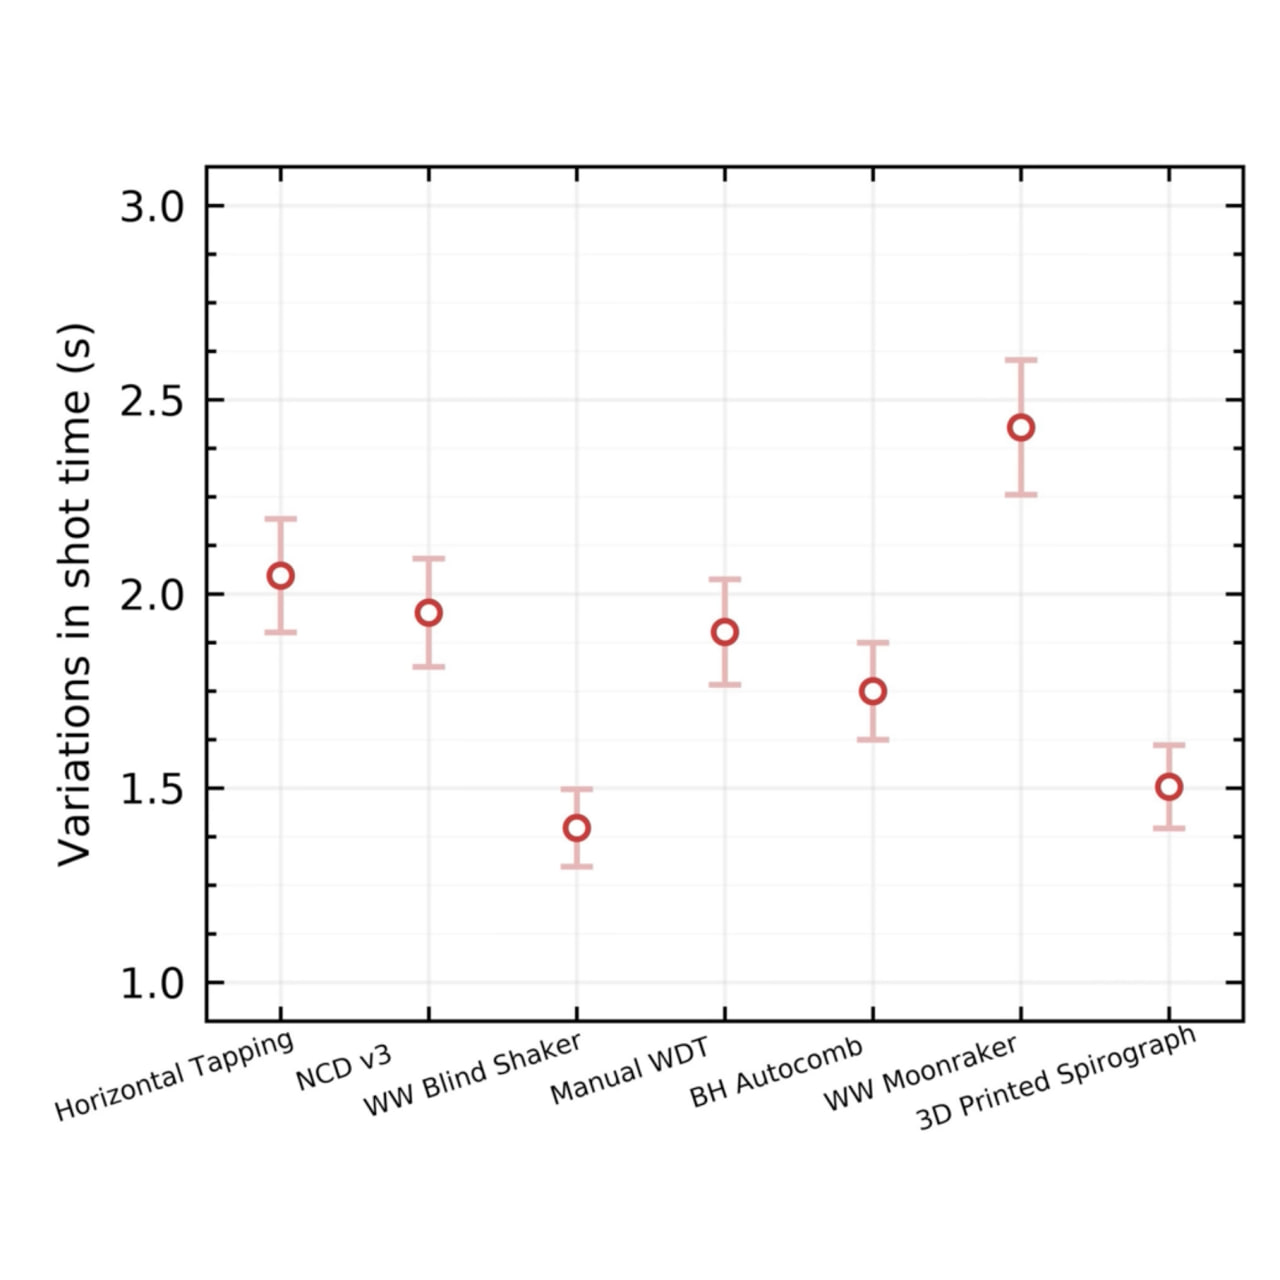 Variations in shot time (s)
3.0
2.5
2.0
1.5
1.0
Horizontal Tapping
NCD v3
WW Blind Shaker
Manual WDT
BH Autocomb
WW Moonraker
3D Printed Spirograph